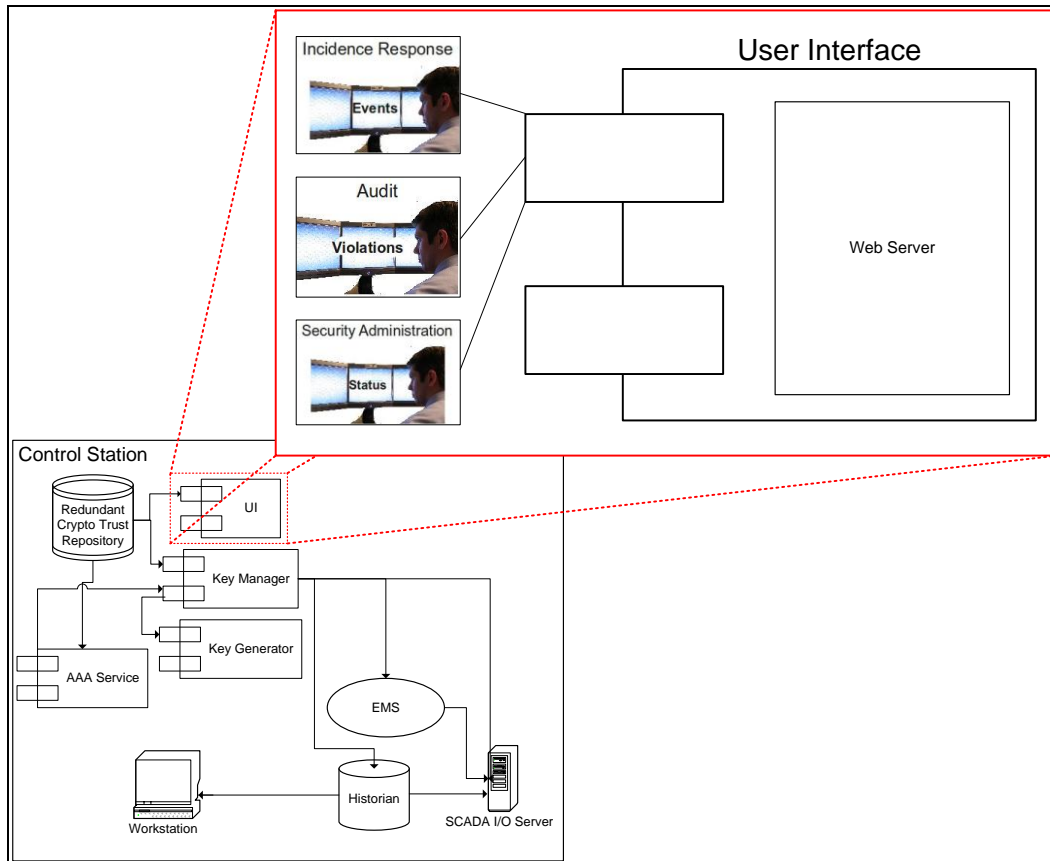 Incidence Response
Events
Audit
Violations
Security Administration
Status
User Interface
Web Server
Control Station
Redundant
Crypto Trust
Repository
UI
Key Manager
Key Generator
AAA Service
EMS
Historian
Workstation
SCADA I/O Server